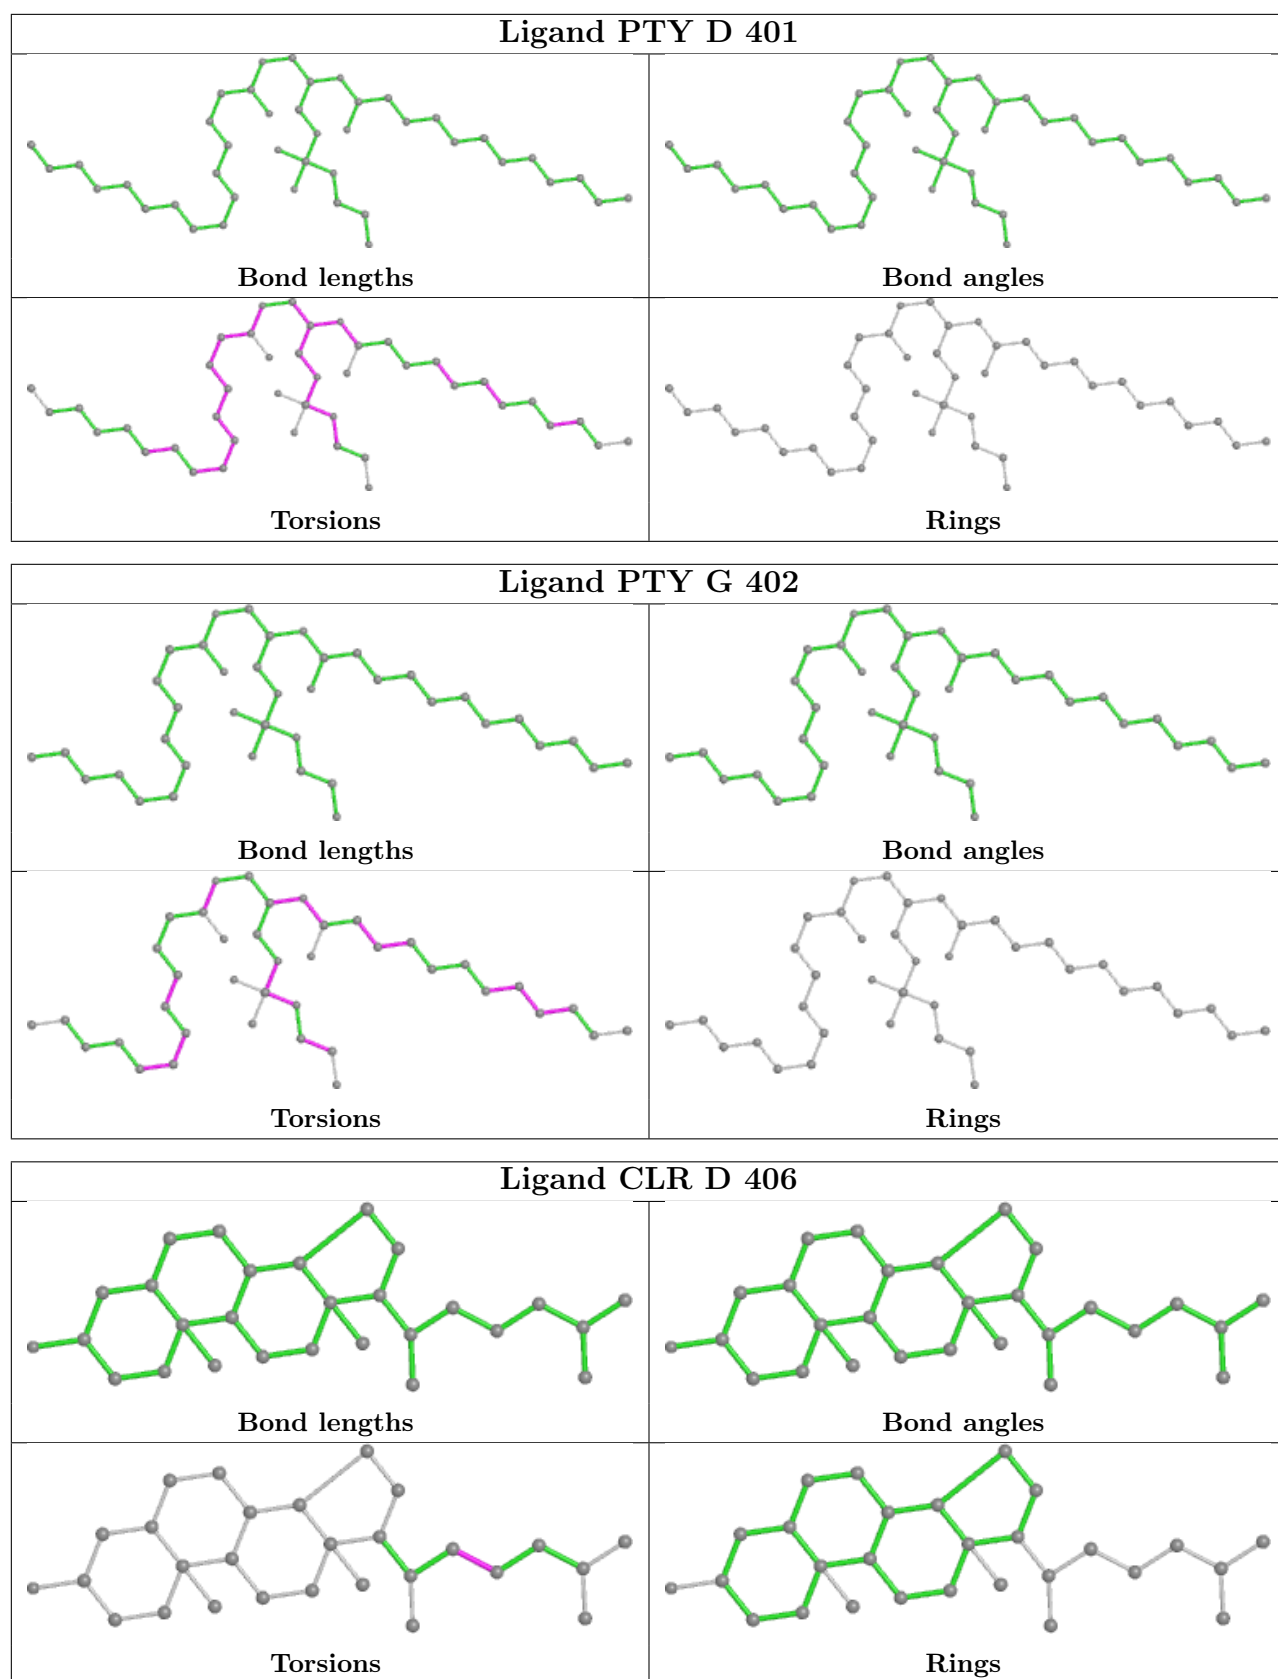 Ligand PTY D 401
Bond lengths
Bond angles
Torsions
Rings
Ligand PTY G 402
Bond lengths
Bond angles
Torsions
Rings
Ligand CLR D 406
Bond lengths
Bond angles
Torsions
Rings